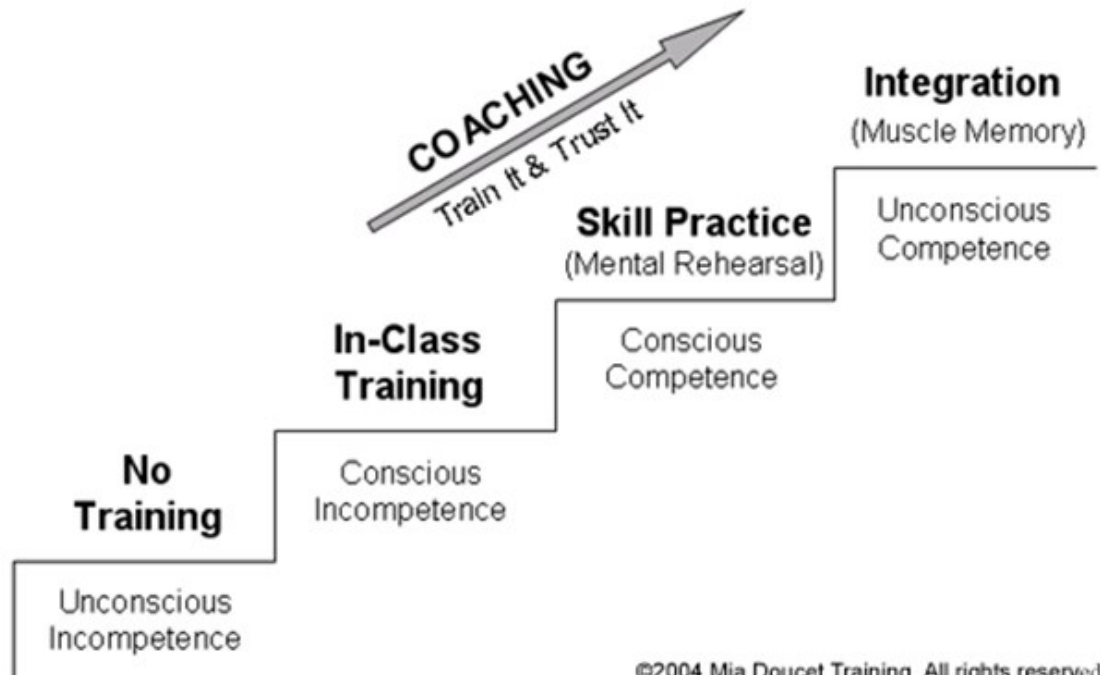 COACHING
Train It & Trust It
Integration
(Muscle Memory)
Unconscious
Competence
Skill Practice
(Mental Rehearsal)
Conscious
Competence
In-Class
Training
Conscious
Incompetence
No
Training
Unconscious
Incompetence
©2004 Mia Doucet Training. All rights reserved